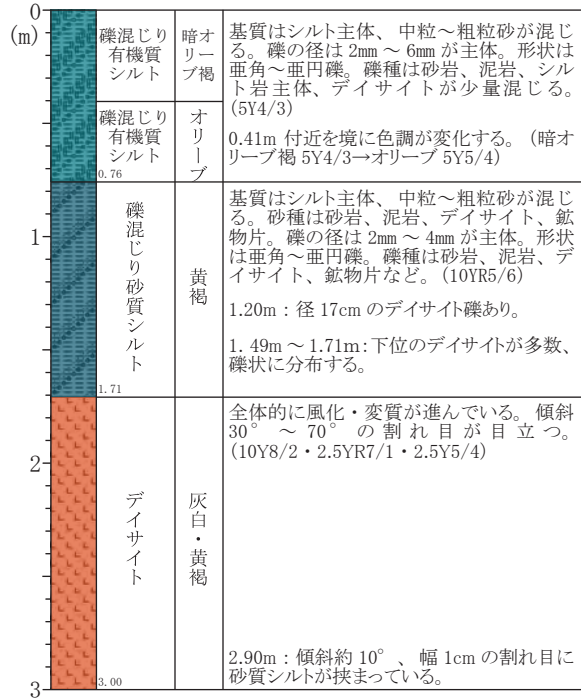 0
(m)
礫混じり
有機質
シルト
暗オ
リー
ブ褐
基質はシルト主体、中粒～粗粒砂が混じ
る。礫の径は 2mm ～ 6mm が主体。形状は
亜角～亜円礫。礫種は砂岩、泥岩、シル
ト岩主体、デイサイトが少量混じる。
(5Y4/3)
礫混じり
有機質
シルト
0.76
オリーブ
0.41m 付近を境に色調が変化する。(暗オ
リーブ褐 5Y4/3→オリーブ 5Y5/4)
1
礫混じり砂質シルト
1.71
黄褐
基質はシルト主体、中粒～粗粒砂が混じ
る。砂種は砂岩、泥岩、デイサイト、鉱
物片。礫の径は 2mm ～ 4mm が主体。形状
は亜角～亜円礫。礫種は砂岩、泥岩、デ
イサイト、鉱物片など。(10YR5/6)
1.20m：径 17cm のデイサイト礫あり。
1. 49m ～ 1.71m：下位のデイサイトが多数、
礫状に分布する。
2
デイサイト
3.00
灰白・黄褐
全体的に風化・変質が進んでいる。傾斜
30° ～ 70° の割れ目が目立つ。
(10Y8/2・2.5YR7/1・2.5Y5/4)
2.90m：傾斜約 10° 、幅 1cm の割れ目に
砂質シルトが挟まっている。
3